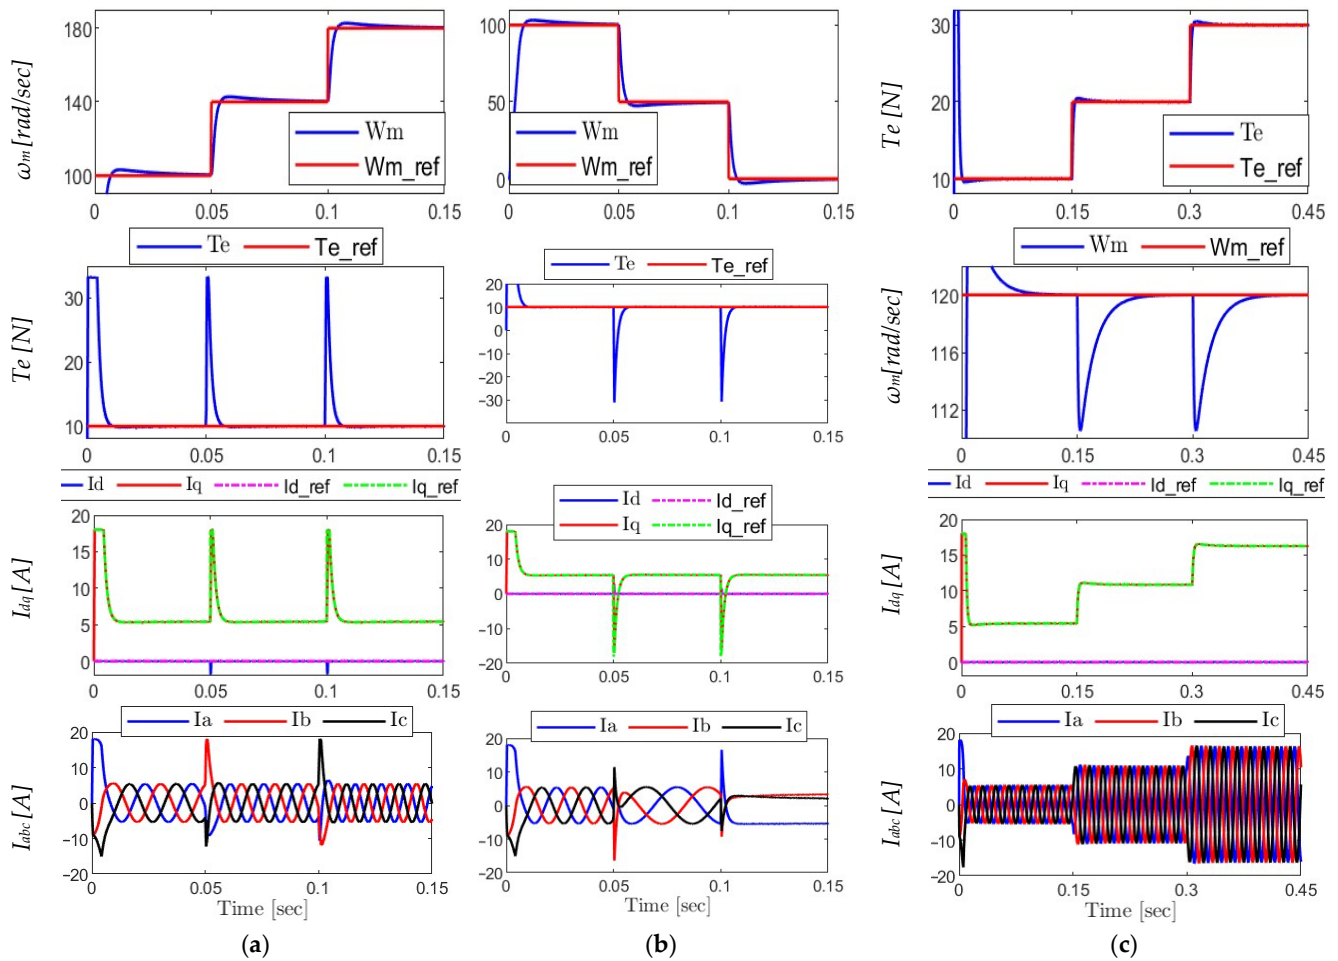 ωm[rad/sec]
180
140
100
Wm
Wm_ref
0 0.05 0.1 0.15
100
50
0
Wm
Wm_ref
0 0.05 0.1 0.15
Te [N]
30
20
10
Te
Te_ref
0 0.15 0.3 0.45
Te Te_ref
Te [N]
30
20
10
0 0.05 0.1 0.15
Te Te_ref
20
10
0
-10
-20
-30
0 0.05 0.1 0.15
Wm Wm_ref
ωm[rad/sec]
120
116
112
0 0.15 0.3 0.45
Id Iq Id_ref Iq_ref
Idq [A]
20
15
10
5
0
0 0.05 0.1 0.15
Id Id_ref
Iq Iq_ref
20
10
0
-10
-20
0 0.05 0.1 0.15
Id Iq Id_ref Iq_ref
Idq [A]
20
15
10
5
0
0 0.15 0.3 0.45
Ia Ib Ic
Iabc [A]
20
10
0
-10
-20
0 0.05 0.1 0.15
Time [sec]
(a)
Ia Ib Ic
20
10
0
-10
-20
0 0.05 0.1 0.15
Time [sec]
(b)
Ia Ib Ic
Iabc [A]
20
10
0
-10
-20
0 0.15 0.3 0.45
Time [sec]
(c)